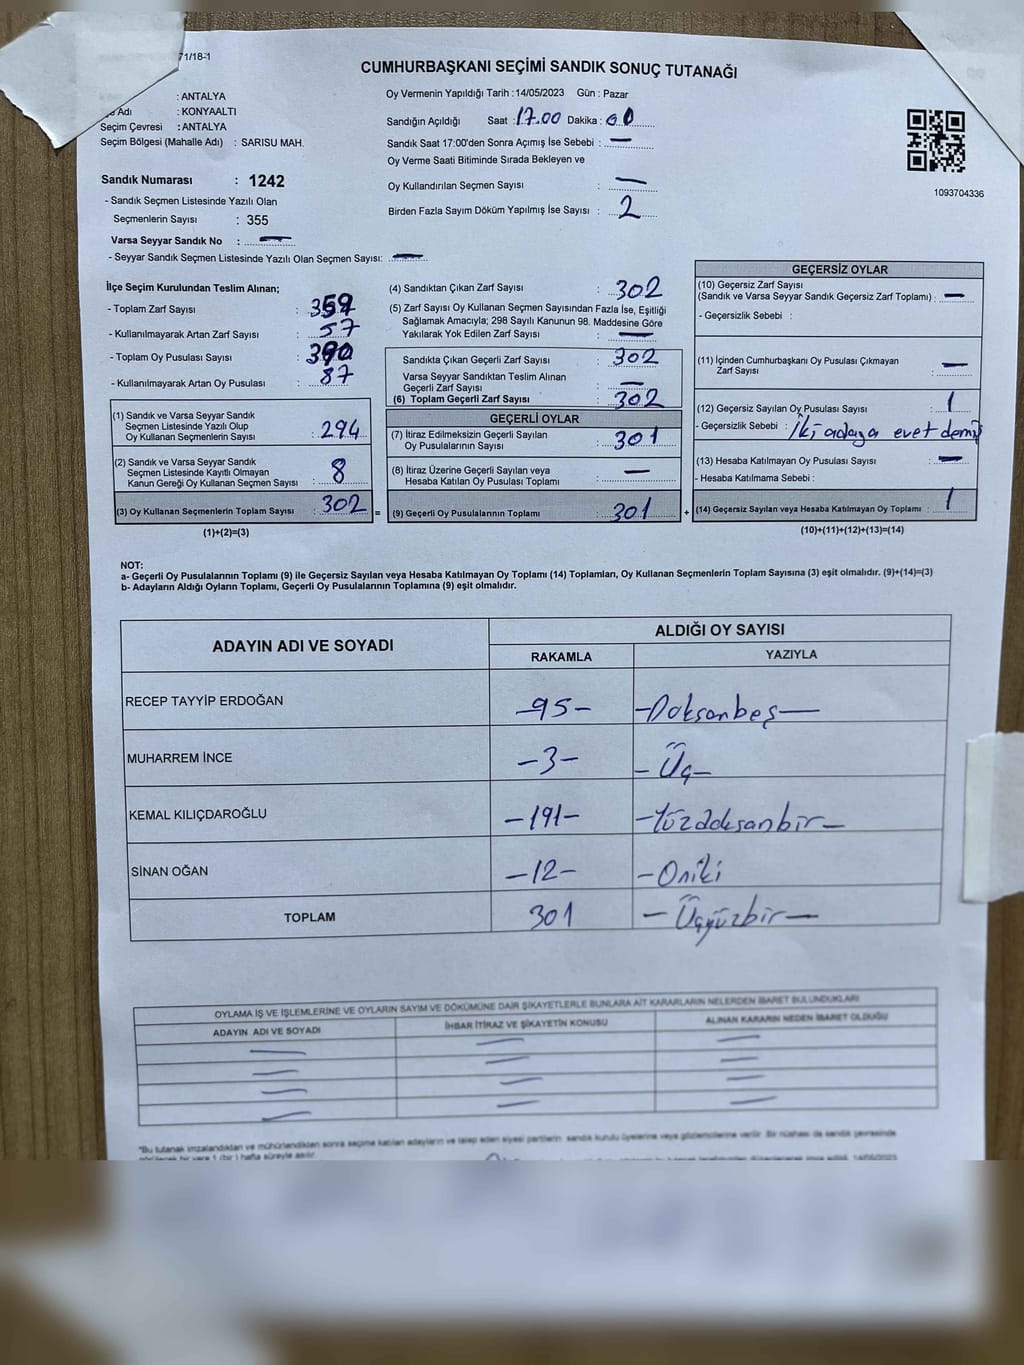 71/18-1
CUMHURBAŞKANI SEÇİMİ SANDIK SONUÇ TUTANAĞI
: ANTALYA
Adı : KONYAALTI
Seçim Çevresi : ANTALYA
Seçim Bölgesi (Mahalle Adı) : SARISU MAH.
Oy Vermenin Yapıldığı Tarih :14/05/2023 Gün : Pazar
Sandığın Açıldığı Saat :17.00 Dakika : 00
Sandık Saat 17:00'den Sonra Açımış İse Sebebi : —
Oy Verme Saati Bitiminde Sırada Bekleyen ve
Oy Kullandırılan Seçmen Sayısı : —
Birden Fazla Sayım Döküm Yapılmış İse Sayısı : 2
1093704336
Sandık Numarası : 1242
- Sandık Seçmen Listesinde Yazılı Olan
Seçmenlerin Sayısı : 355
Varsa Seyyar Sandık No : —
- Seyyar Sandık Seçmen Listesinde Yazılı Olan Seçmen Sayısı: —
İlçe Seçim Kurulundan Teslim Alınan;
- Toplam Zarf Sayısı : 359
- Kullanılmayarak Artan Zarf Sayısı : 57
- Toplam Oy Pusulası Sayısı : 390
- Kullanılmayarak Artan Oy Pusulası : 87
(1) Sandık ve Varsa Seyyar Sandık
Seçmen Listesinde Yazılı Olup
Oy Kullanan Seçmenlerin Sayısı : 294
(2) Sandık ve Varsa Seyyar Sandık
Seçmen Listesinde Kayıtlı Olmayan
Kanun Gereği Oy Kullanan Seçmen Sayısı : 8
(3) Oy Kullanan Seçmenlerin Toplam Sayısı : 302 =
(1)+(2)=(3)
(4) Sandıktan Çıkan Zarf Sayısı : 302
(5) Zarf Sayısı Oy Kullanan Seçmen Sayısından Fazla İse, Eşitliği
Sağlamak Amacıyla; 298 Sayılı Kanunun 98. Maddesine Göre
Yakılarak Yok Edilen Zarf Sayısı : —
Sandıkta Çıkan Geçerli Zarf Sayısı : 302
Varsa Seyyar Sandıktan Teslim Alınan
Geçerli Zarf Sayısı : —
(6) Toplam Geçerli Zarf Sayısı : 302
GEÇERLİ OYLAR
(7) İtiraz Edilmeksizin Geçerli Sayılan
Oy Pusulalarının Sayısı : 301
(8) İtiraz Üzerine Geçerli Sayılan veya
Hesaba Katılan Oy Pusulası Toplamı : —
(9) Geçerli Oy Pusulalarının Toplamı : 301 +
GEÇERSİZ OYLAR
(10) Geçersiz Zarf Sayısı
(Sandık ve Varsa Seyyar Sandık Geçersiz Zarf Toplamı) : —
- Geçersizlik Sebebi :
(11) İçinden Cumhurbaşkanı Oy Pusulası Çıkmayan
Zarf Sayısı : —
(12) Geçersiz Sayılan Oy Pusulası Sayısı : 1
- Geçersizlik Sebebi : İki adaya evet demiş
(13) Hesaba Katılmayan Oy Pusulası Sayısı : —
- Hesaba Katılmama Sebebi :
(14) Geçersiz Sayılan veya Hesaba Katılmayan Oy Toplamı : 1
(10)+(11)+(12)+(13)=(14)
NOT:
a- Geçerli Oy Pusulalarının Toplamı (9) ile Geçersiz Sayılan veya Hesaba Katılmayan Oy Toplamı (14) Toplamları, Oy Kullanan Seçmenlerin Toplam Sayısına (3) eşit olmalıdır. (9)+(14)=(3)
b- Adayların Aldığı Oyların Toplamı, Geçerli Oy Pusulalarının Toplamına (9) eşit olmalıdır.
ADAYIN ADI VE SOYADI
ALDIĞI OY SAYISI
RAKAMLA YAZIYLA
RECEP TAYYİP ERDOĞAN -95- -Doksanbeş-
MUHARREM İNCE -3- -Üç-
KEMAL KILIÇDAROĞLU -191- -Yüzdoksanbir-
SİNAN OĞAN -12- -Oniki
TOPLAM 301 -Üçyüzbir-
OYLAMA İŞ VE İŞLEMLERİNE VE OYLARIN SAYIM VE DÖKÜMÜNE DAİR ŞİKAYETLERLE BUNLARA AİT KARARLARIN NELERDEN İBARET BULUNDUKLARI
ADAYIN ADI VE SOYADI İHBAR İTİRAZ VE ŞİKAYETİN KONUSU ALINAN KARARIN NEDEN İBARET OLDUĞU
*Bu tutanak imzalandıktan ve mühürlendikten sonra seçime katılan adayların ve talep eden siyasi partilerin sandık kurulu üyelerine veya gözlemcilerine verilir. Bir nüshası da sandık çevresinde
görülecek bir yere 1 (bir ) hafta süreyle asılır.